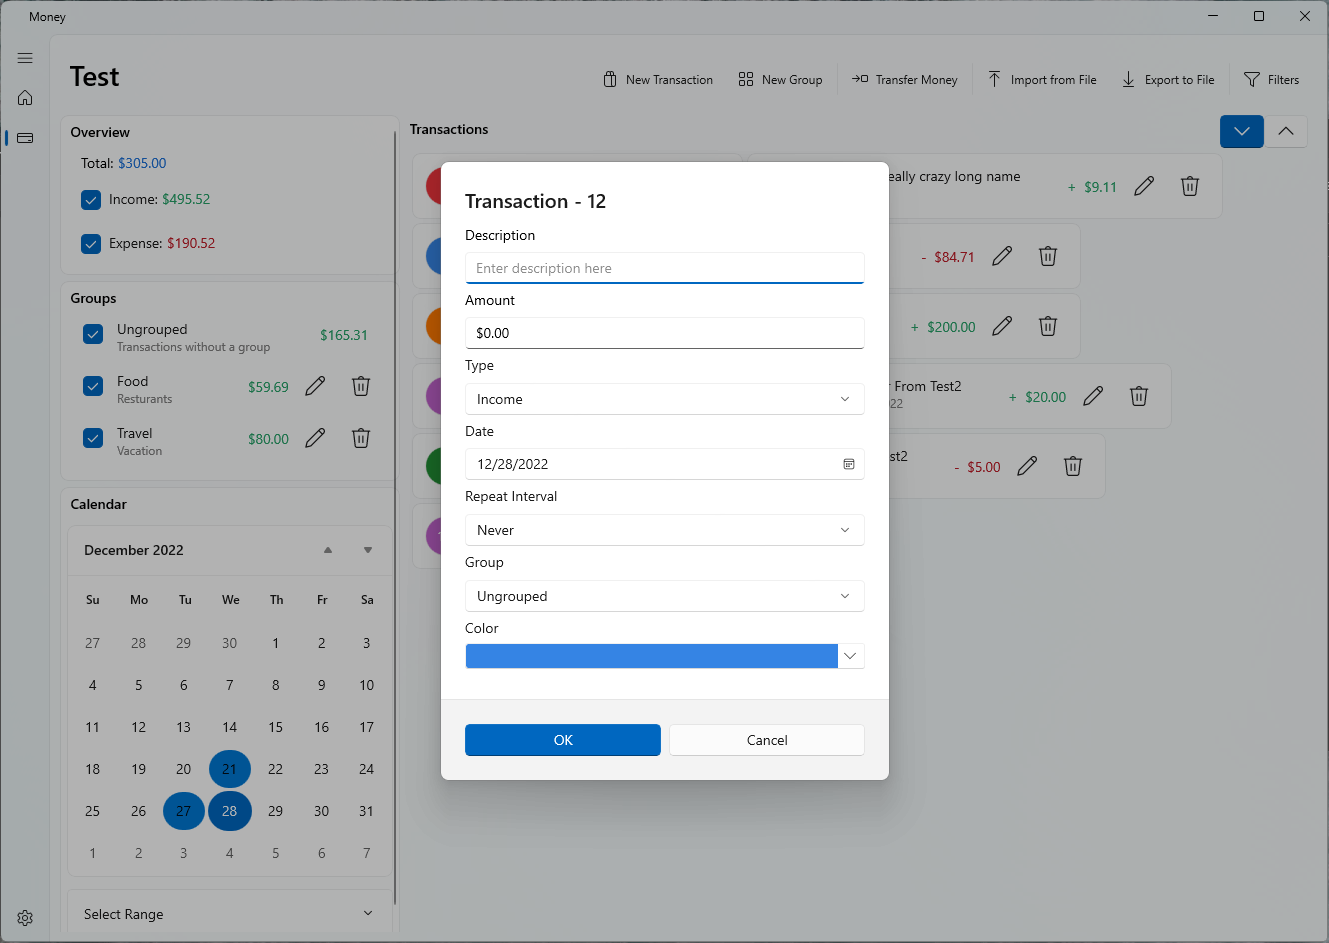 Money
Test
New Transaction
New Group
Transfer Money
Import from File
Export to File
Filters
Overview
Total: $305.00
Income: $495.52
Expense: $190.52
Groups
Ungrouped
Transactions without a group
$165.31
Food
Resturants
$59.69
Travel
Vacation
$80.00
Calendar
December 2022
Su Mo Tu We Th Fr Sa
27 28 29 30 1 2 3
4 5 6 7 8 9 10
11 12 13 14 15 16 17
18 19 20 21 22 23 24
25 26 27 28 29 30 31
1 2 3 4 5 6 7
Select Range
Transactions
eally crazy long name
+ $9.11
- $84.71
+ $200.00
From Test2
22
+ $20.00
st2
- $5.00
Transaction - 12
Description
Enter description here
Amount
$0.00
Type
Income
Date
12/28/2022
Repeat Interval
Never
Group
Ungrouped
Color
OK
Cancel